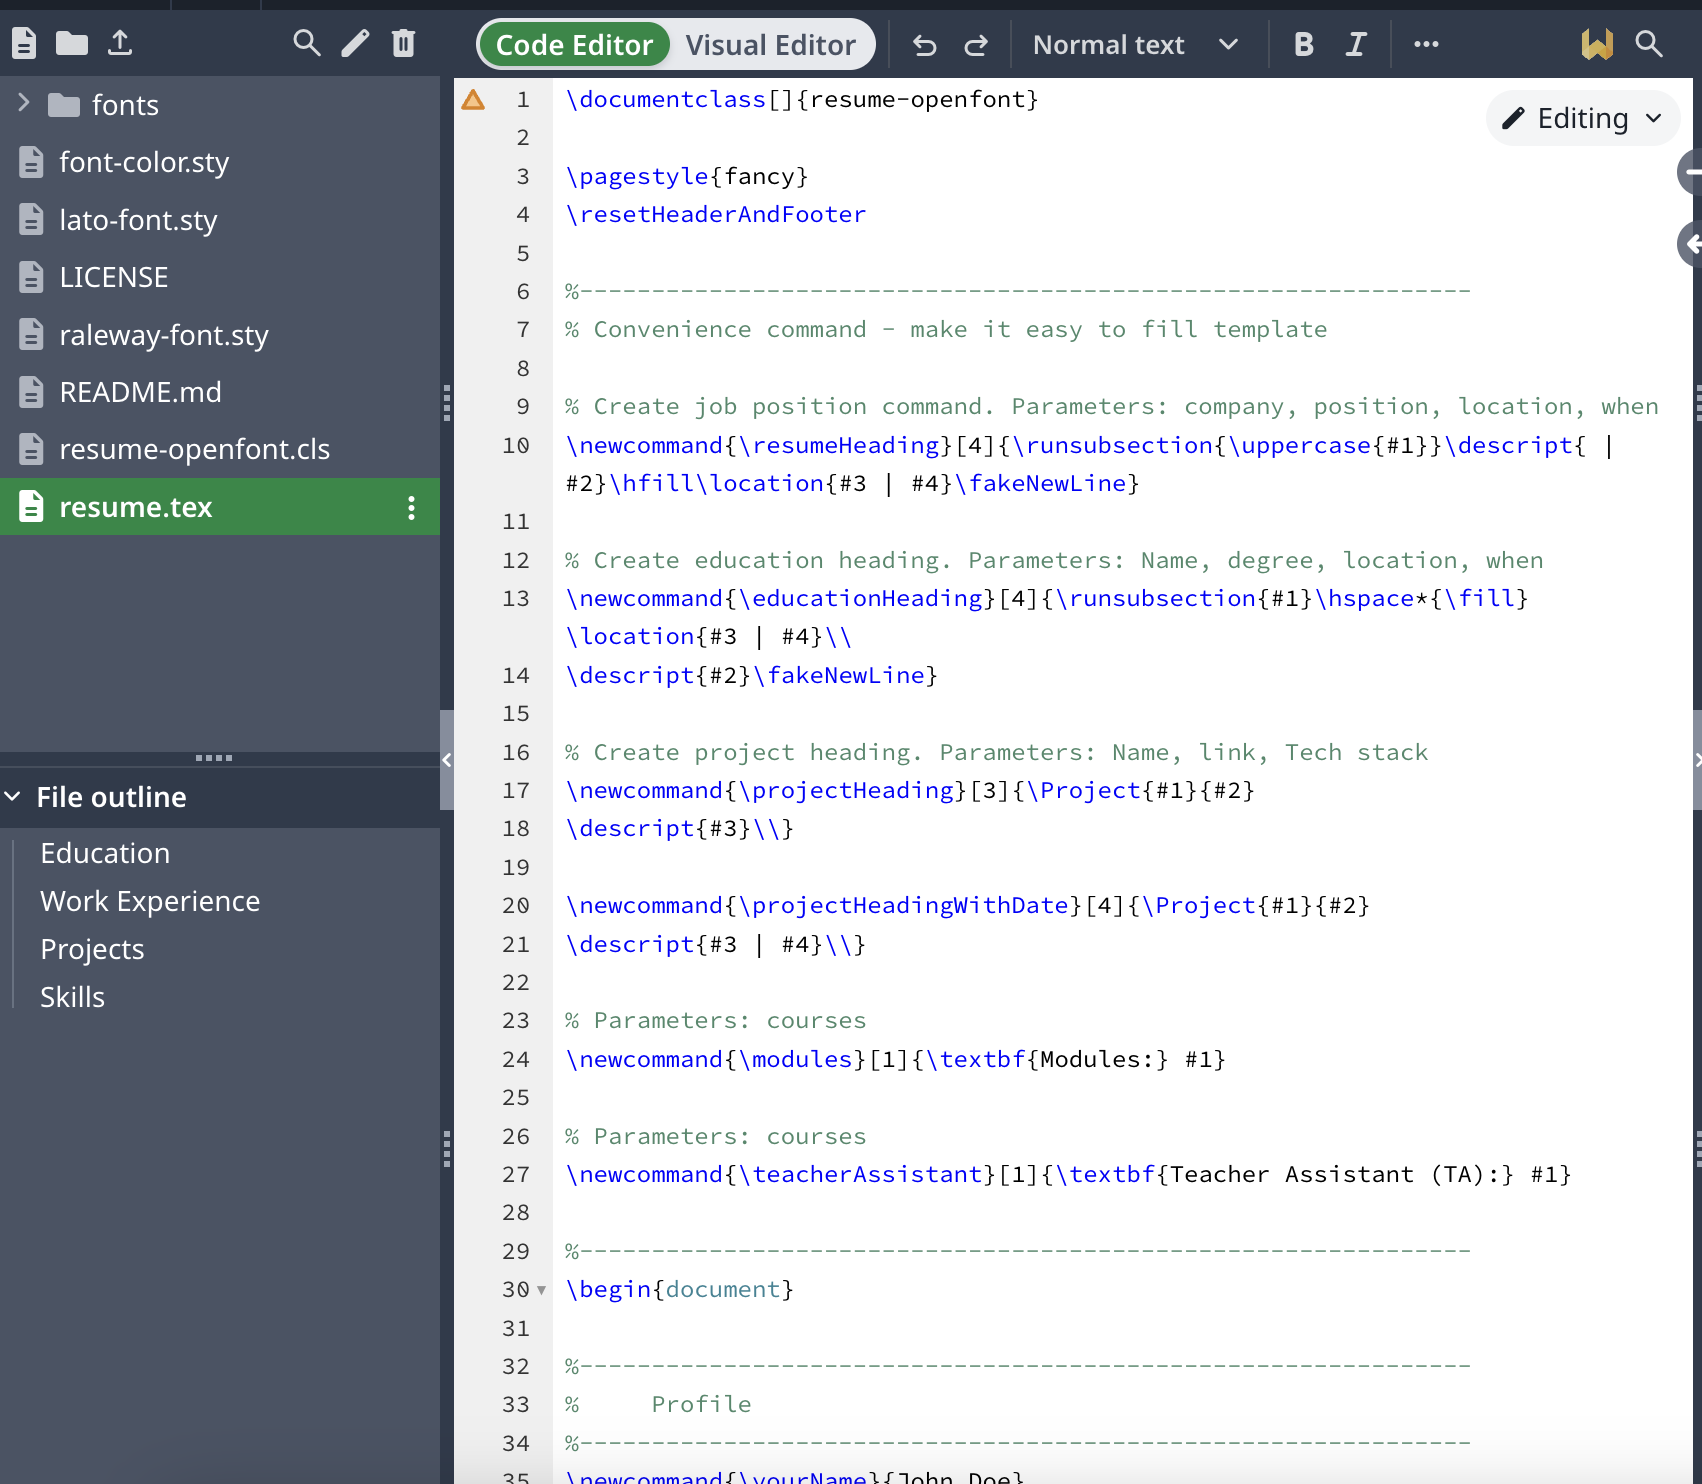 Code Editor Visual Editor Normal text B I
fonts
font-color.sty
lato-font.sty
LICENSE
raleway-font.sty
README.md
resume-openfont.cls
resume.tex
File outline
Education
Work Experience
Projects
Skills
Editing
1 \documentclass[]{resume-openfont}
2
3 \pagestyle{fancy}
4 \resetHeaderAndFooter
5
6 %--------------------------------------------------------------
7 % Convenience command - make it easy to fill template
8
9 % Create job position command. Parameters: company, position, location, when
10 \newcommand{\resumeHeading}[4]{\runsubsection{\uppercase{#1}}\descript{ |
#2}\hfill\location{#3 | #4}\fakeNewLine}
11
12 % Create education heading. Parameters: Name, degree, location, when
13 \newcommand{\educationHeading}[4]{\runsubsection{#1}\hspace*{\fill}
\location{#3 | #4}\\
14 \descript{#2}\fakeNewLine}
15
16 % Create project heading. Parameters: Name, link, Tech stack
17 \newcommand{\projectHeading}[3]{\Project{#1}{#2}
18 \descript{#3}\\}
19
20 \newcommand{\projectHeadingWithDate}[4]{\Project{#1}{#2}
21 \descript{#3 | #4}\\}
22
23 % Parameters: courses
24 \newcommand{\modules}[1]{\textbf{Modules:} #1}
25
26 % Parameters: courses
27 \newcommand{\teacherAssistant}[1]{\textbf{Teacher Assistant (TA):} #1}
28
29 %--------------------------------------------------------------
30 \begin{document}
31
32 %--------------------------------------------------------------
33 %     Profile
34 %--------------------------------------------------------------
35 \newcommand{\yourName}{John Doe}